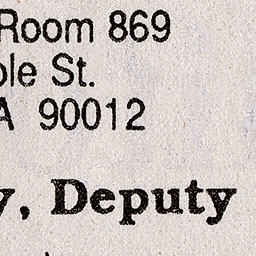 Room 869
ple St.
A 90012
y, Deputy